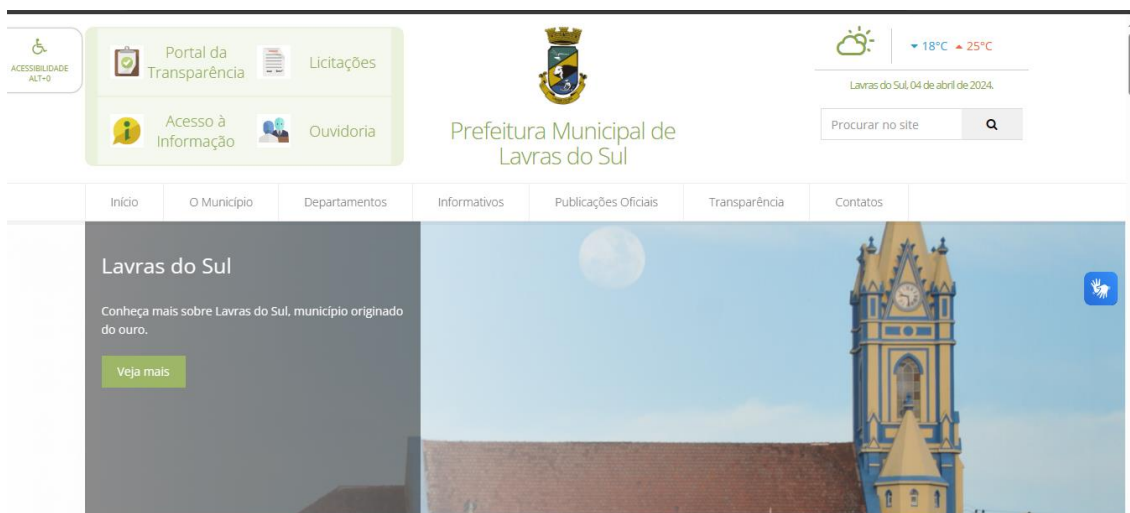 ACESSIBILIDADE
ALT+0
Portal da
Transparência
Licitações
Acesso à
Informação
Ouvidoria
Prefeitura Municipal de
Lavras do Sul
18°C 25°C
Lavras do Sul, 04 de abril de 2024.
Procurar no site
Início O Município Departamentos Informativos Publicações Oficiais Transparência Contatos
Lavras do Sul
Conheça mais sobre Lavras do Sul, município originado
do ouro.
Veja mais